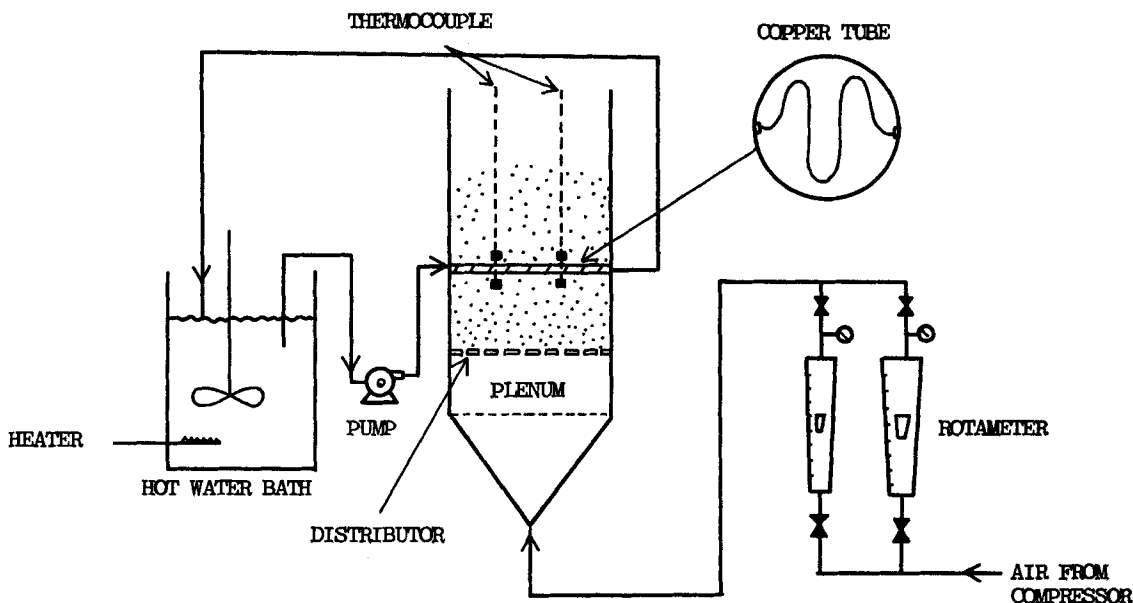 THERMOCOUPLE
COPPER TUBE
PLENUM
PUMP
HEATER
HOT WATER BATH
ROTAMETER
DISTRIBUTOR
AIR FROM
COMPRESSOR